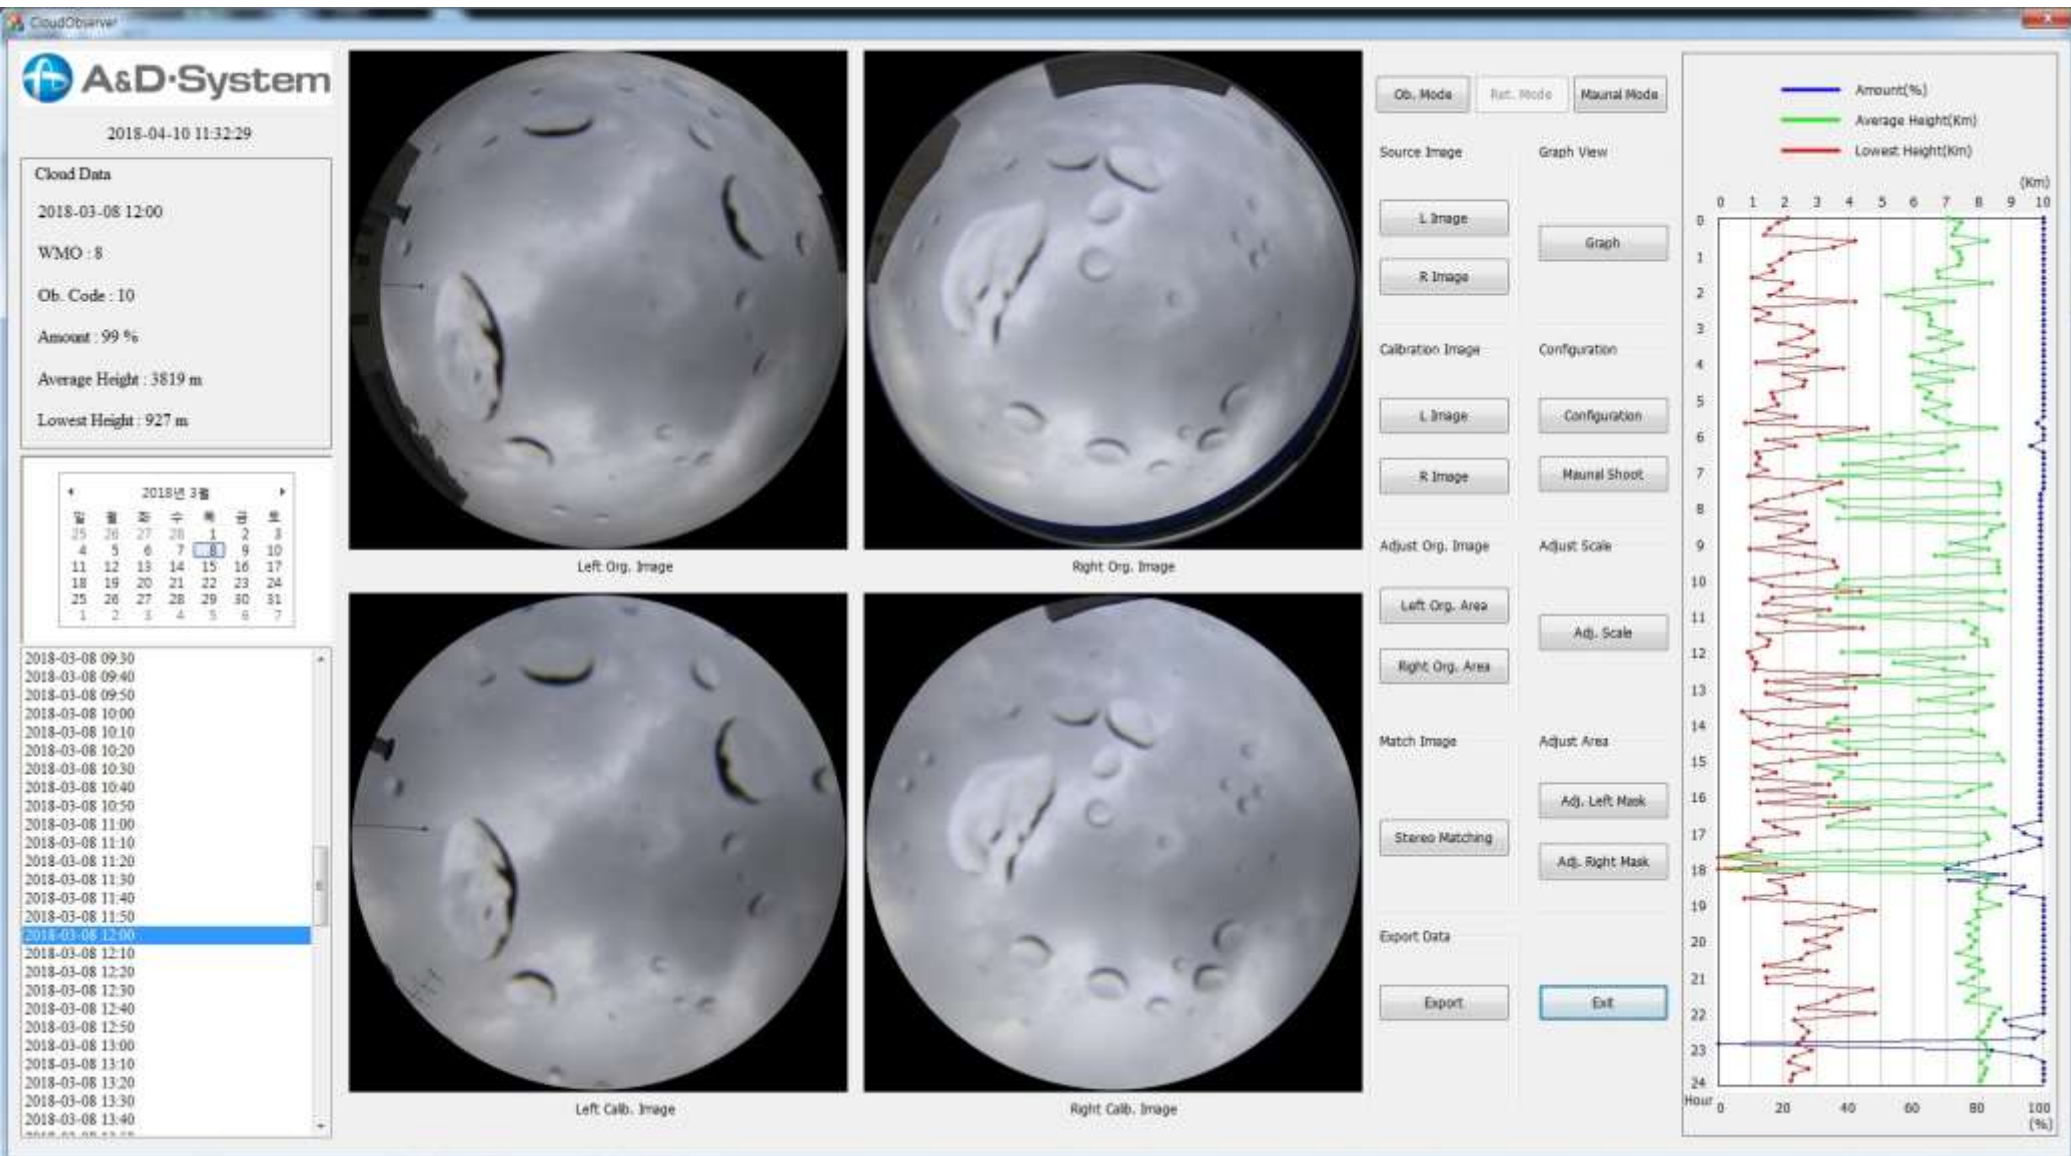 CloudObserver
A&D·System
2018-04-10 11:32:29
Cloud Data
2018-03-08 12:00
WMO : 8
Ob. Code : 10
Amount : 99 %
Average Height : 3819 m
Lowest Height : 927 m
2018년 3월
일 월 화 수 목 금 토
25 26 27 28 1 2 3
4 5 6 7 8 9 10
11 12 13 14 15 16 17
18 19 20 21 22 23 24
25 26 27 28 29 30 31
1 2 3 4 5 6 7
2018-03-08 09:30
2018-03-08 09:40
2018-03-08 09:50
2018-03-08 10:00
2018-03-08 10:10
2018-03-08 10:20
2018-03-08 10:30
2018-03-08 10:40
2018-03-08 10:50
2018-03-08 11:00
2018-03-08 11:10
2018-03-08 11:20
2018-03-08 11:30
2018-03-08 11:40
2018-03-08 11:50
2018-03-08 12:00
2018-03-08 12:10
2018-03-08 12:20
2018-03-08 12:30
2018-03-08 12:40
2018-03-08 12:50
2018-03-08 13:00
2018-03-08 13:10
2018-03-08 13:20
2018-03-08 13:30
2018-03-08 13:40
Left Org. Image
Right Org. Image
Left Calib. Image
Right Calib. Image
Ob. Mode
Ret. Mode
Maunal Mode
Source Image
Graph View
L Image
Graph
R Image
Calibration Image
Configuration
L Image
Configuration
R Image
Maunal Shoot
Adjust Org. Image
Adjust Scale
Left Org. Area
Adj. Scale
Right Org. Area
Match Image
Adjust Area
Adj. Left Mask
Stereo Matching
Adj. Right Mask
Export Data
Export
Exit
Amount(%)
Average Height(Km)
Lowest Height(Km)
(Km)
0 1 2 3 4 5 6 7 8 9 10
0
1
2
3
4
5
6
7
8
9
10
11
12
13
14
15
16
17
18
19
20
21
22
23
24
Hour
0 20 40 60 80 100
(%)